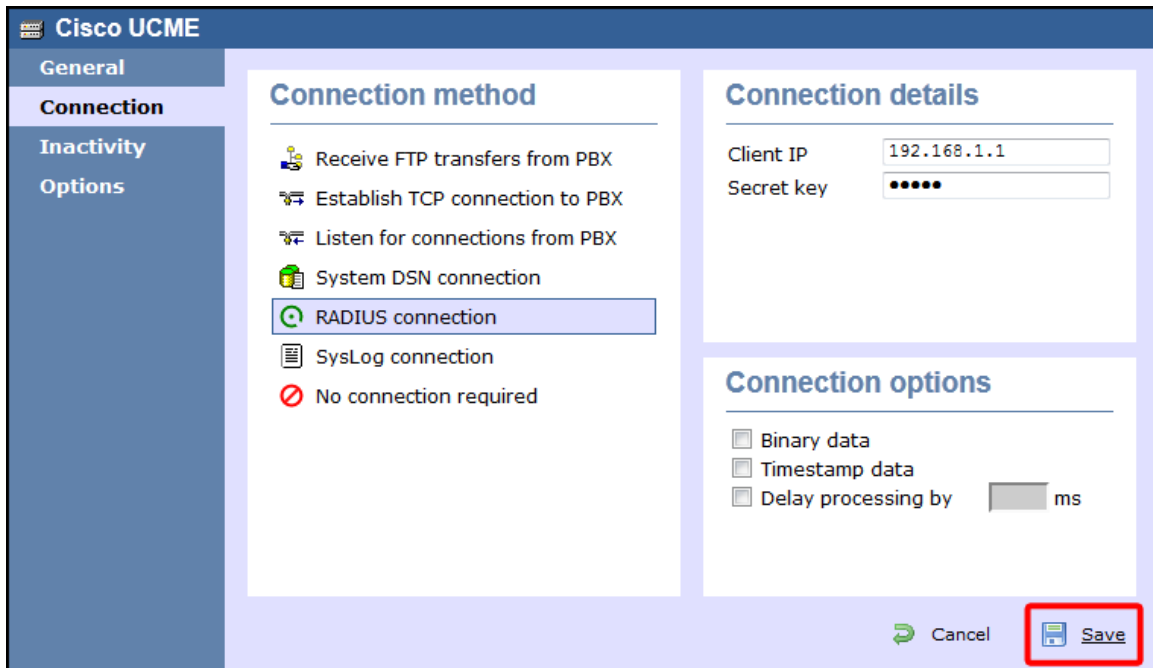 Cisco UCME
General
Connection
Inactivity
Options
Connection method
Receive FTP transfers from PBX
Establish TCP connection to PBX
Listen for connections from PBX
System DSN connection
RADIUS connection
SysLog connection
No connection required
Connection details
Client IP 192.168.1.1
Secret key •••••
Connection options
Binary data
Timestamp data
Delay processing by ms
Cancel Save